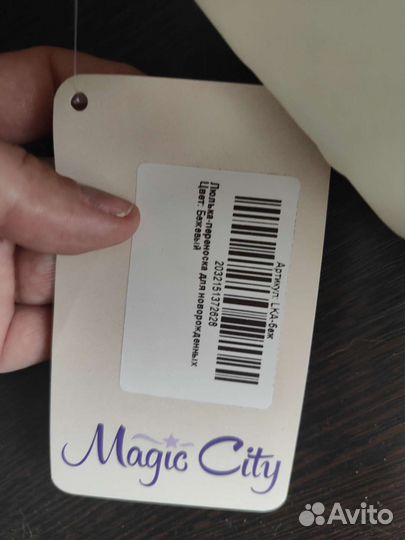 Артикул: LKA-беж
2032151372628
Люлька-переноска для новорожденных
Цвет: Бежевый
Magic City
Avito